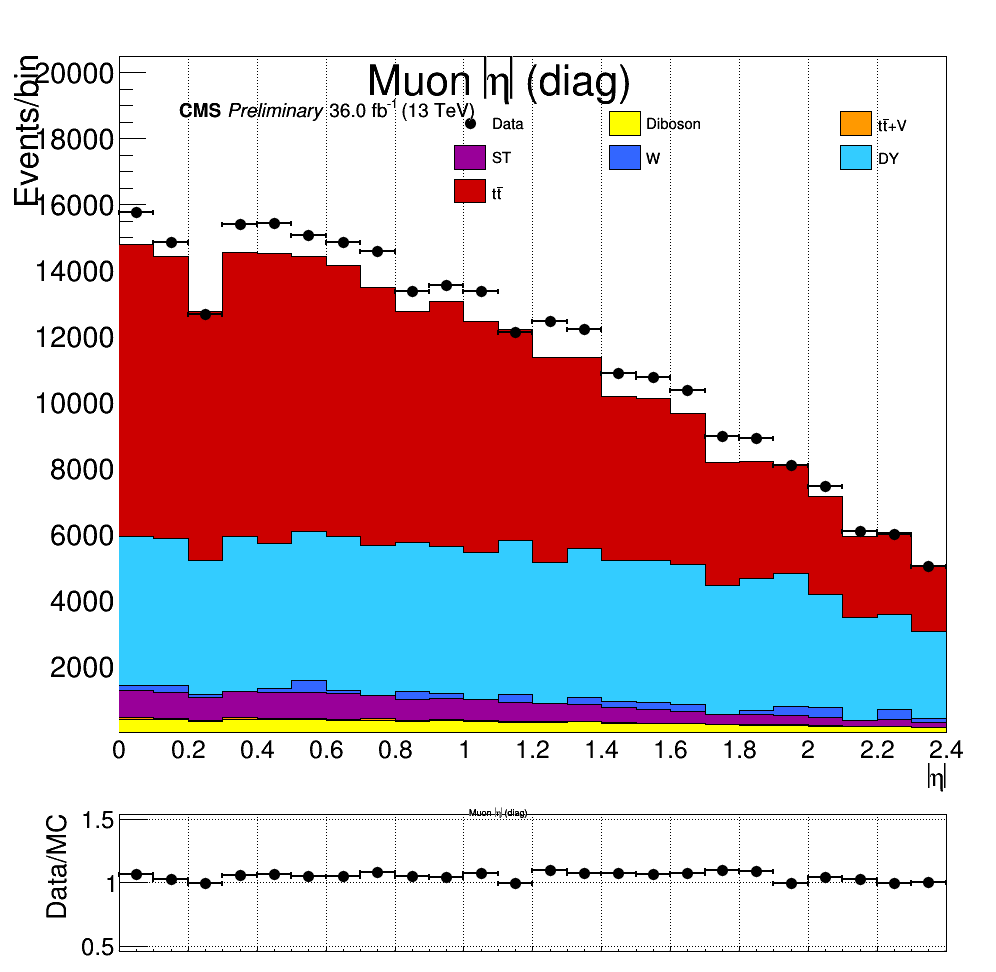 Muon |η| (diag)
CMS Preliminary 36.0 fb⁻¹ (13 TeV)
Data
Diboson
tt̄+V
ST
W
DY
tt̄
Events/bin
20000
18000
16000
14000
12000
10000
8000
6000
4000
2000
0 0.2 0.4 0.6 0.8 1 1.2 1.4 1.6 1.8 2 2.2 2.4
|η|
Muon |η| (diag)
Data/MC
1.5
1
0.5